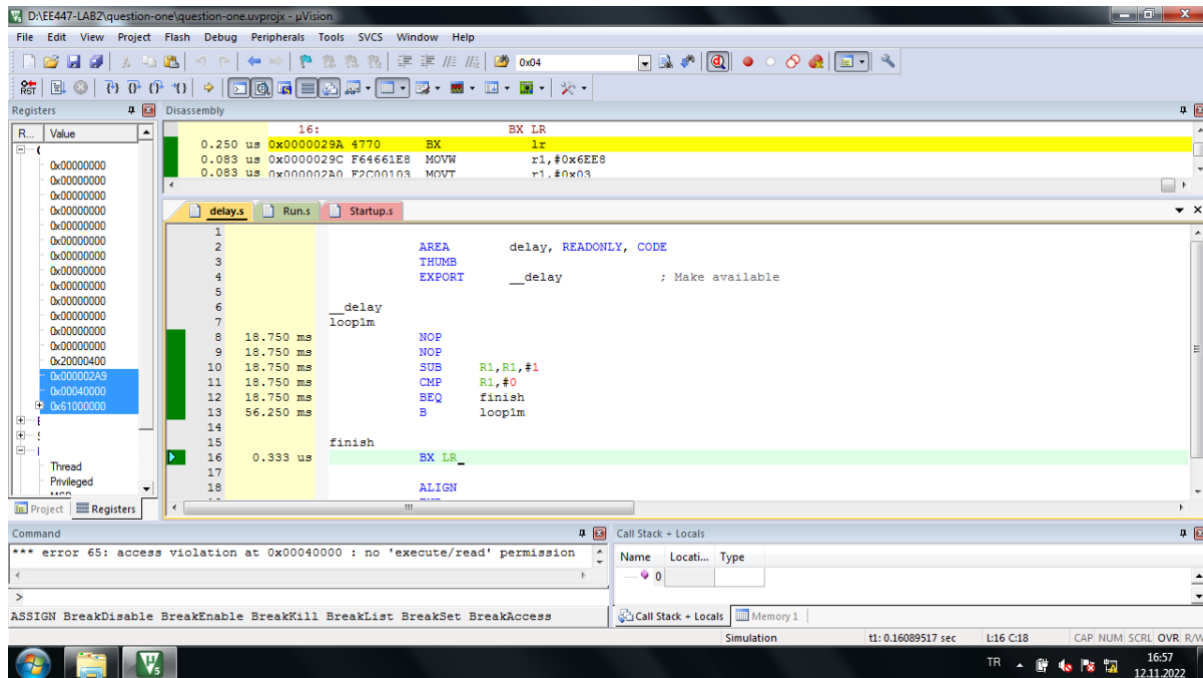 D:\EE447-LAB2\question-one\question-one.uvprojx - µVision
File Edit View Project Flash Debug Peripherals Tools SVCS Window Help
0x04
Registers
Disassembly
R... Value
0x00000000
0x00000000
0x00000000
0x00000000
0x00000000
0x00000000
0x00000000
0x00000000
0x00000000
0x00000000
0x00000000
0x00000000
0x00000000
0x20000400
0x000002A9
0x00040000
0x61000000
Thread
Privileged
Project Registers
16: BX LR
0.250 us 0x0000029A 4770 BX lr
0.083 us 0x0000029C F64661E8 MOVW r1,#0x6EE8
0.083 us 0x000002A0 F2C00103 MOVT r1,#0x03
delay.s Run.s Startup.s
1
2 AREA delay, READONLY, CODE
3 THUMB
4 EXPORT __delay ; Make available
5
6 __delay
7 loop1m
8 18.750 ms NOP
9 18.750 ms NOP
10 18.750 ms SUB R1,R1,#1
11 18.750 ms CMP R1,#0
12 18.750 ms BEQ finish
13 56.250 ms B loop1m
14
15 finish
16 0.333 us BX LR
17
18 ALIGN
Command
*** error 65: access violation at 0x00040000 : no 'execute/read' permission
>
ASSIGN BreakDisable BreakEnable BreakKill BreakList BreakSet BreakAccess
Call Stack + Locals
Name Locati... Type
0
Call Stack + Locals Memory 1
Simulation t1: 0.16089517 sec L:16 C:18 CAP NUM SCRL OVR R/W
TR 16:57
12.11.2022